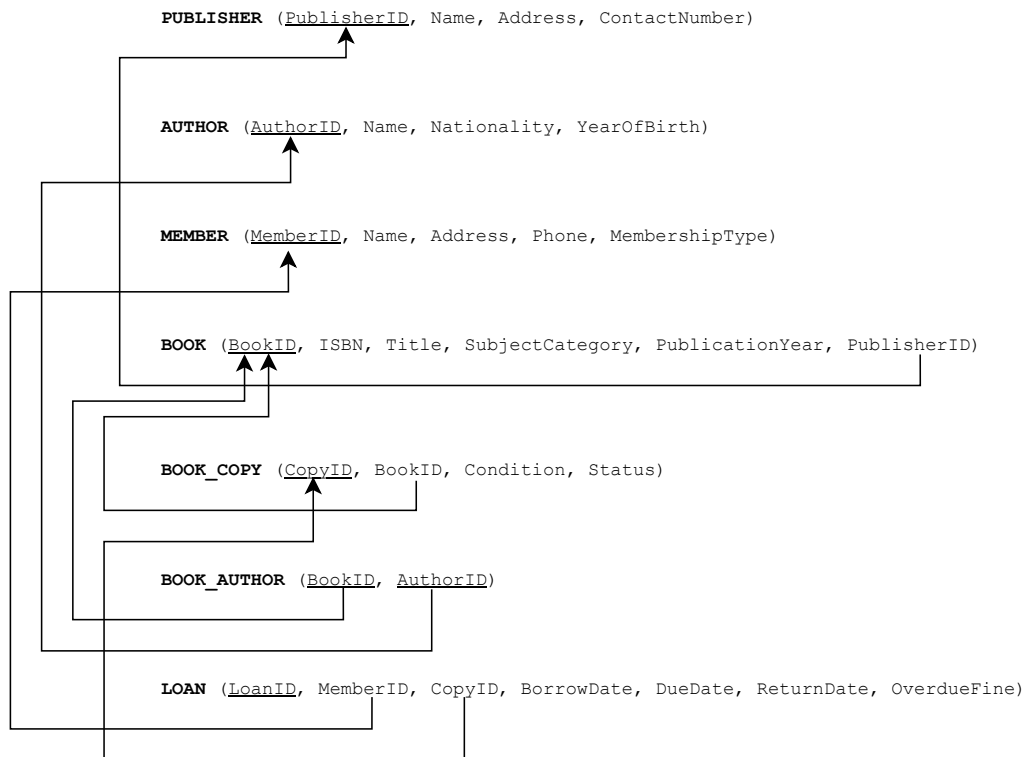 PUBLISHER (PublisherID, Name, Address, ContactNumber)
AUTHOR (AuthorID, Name, Nationality, YearOfBirth)
MEMBER (MemberID, Name, Address, Phone, MembershipType)
BOOK (BookID, ISBN, Title, SubjectCategory, PublicationYear, PublisherID)
BOOK_COPY (CopyID, BookID, Condition, Status)
BOOK_AUTHOR (BookID, AuthorID)
LOAN (LoanID, MemberID, CopyID, BorrowDate, DueDate, ReturnDate, OverdueFine)